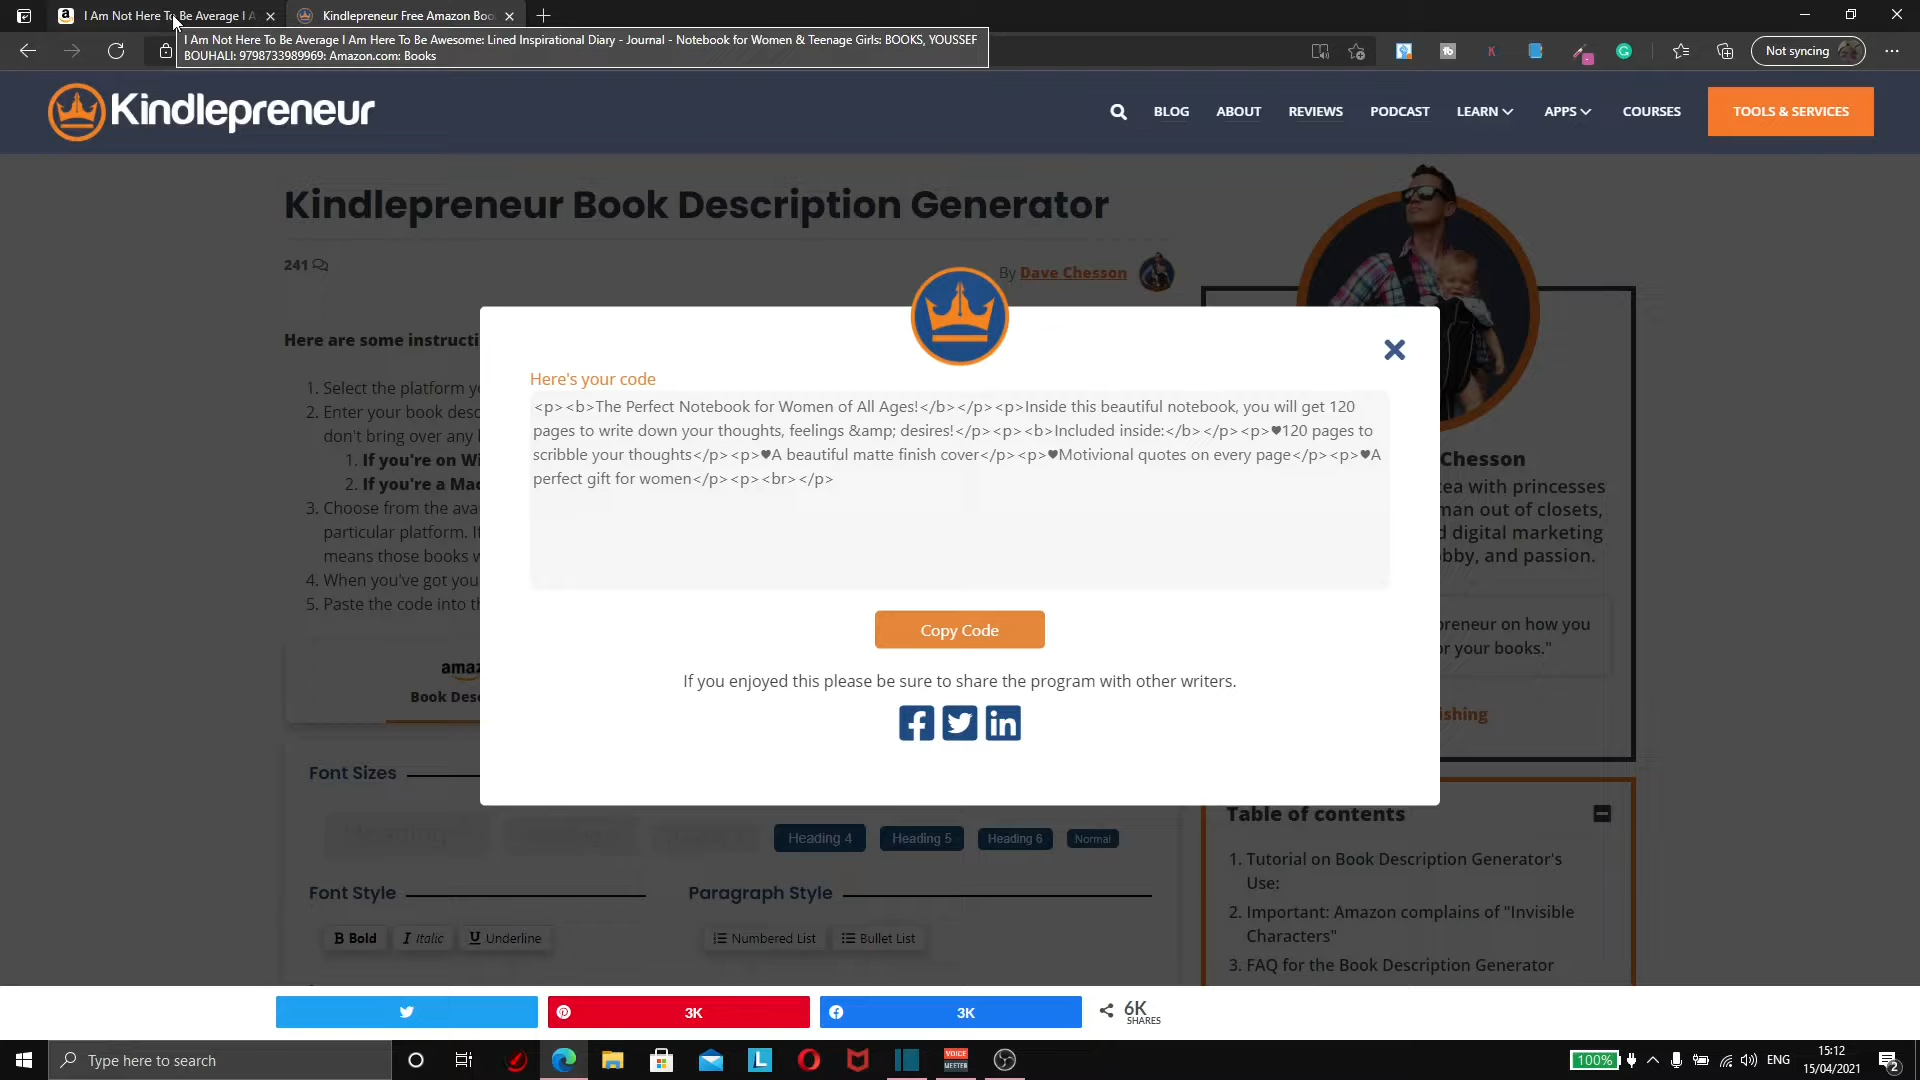 I Am Not Here To Be Average I A
Kindlepreneur Free Amazon Boo
I Am Not Here To Be Average I Am Here To Be Awesome: Lined Inspirational Diary - Journal - Notebook for Women & Teenage Girls: BOOKS, YOUSSEF
BOUHALI: 9798733989969: Amazon.com: Books
Not syncing
Kindlepreneur
BLOG
ABOUT
REVIEWS
PODCAST
LEARN
APPS
COURSES
TOOLS & SERVICES
Kindlepreneur Book Description Generator
241
By Dave Chesson
Here are some instructi
1. Select the platform yo
2. Enter your book desc
don't bring over any
1. If you're on Wi
2. If you're a Mac
3. Choose from the ava
particular platform. I
means those books w
4. When you've got you
5. Paste the code into t
Here's your code
<p><b>The Perfect Notebook for Women of All Ages!</b></p><p>Inside this beautiful notebook, you will get 120
pages to write down your thoughts, feelings &amp; desires!</p><p><b>Included inside:</b></p><p>♥120 pages to
scribble your thoughts</p><p>♥A beautiful matte finish cover</p><p>♥Motivional quotes on every page</p><p>♥A
perfect gift for women</p><p><br></p>
Copy Code
If you enjoyed this please be sure to share the program with other writers.
Chesson
tea with princesses
man out of closets,
d digital marketing
bby, and passion.
preneur on how you
or your books."
ishing
amaz
Book Desc
Font Sizes
Heading 4
Heading 5
Heading 6
Normal
Font Style
Paragraph Style
B Bold
I Italic
U Underline
Numbered List
Bullet List
Table of contents
1. Tutorial on Book Description Generator's
Use:
2. Important: Amazon complains of "Invisible
Characters"
3. FAQ for the Book Description Generator
3K
3K
6K
SHARES
Type here to search
VOICE
MEETER
100%
ENG
15:12
15/04/2021
2